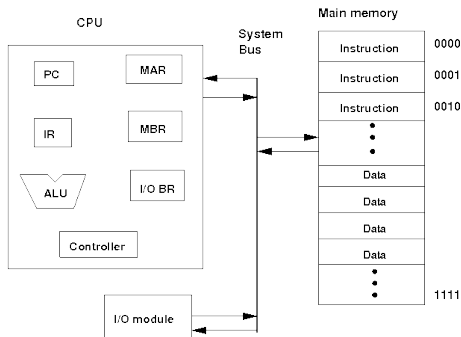 CPU
PC
MAR
IR
MBR
ALU
I/O BR
Controller
I/O module
System
Bus
Main memory
Instruction 0000
Instruction 0001
Instruction 0010
Data
Data
Data
Data
1111